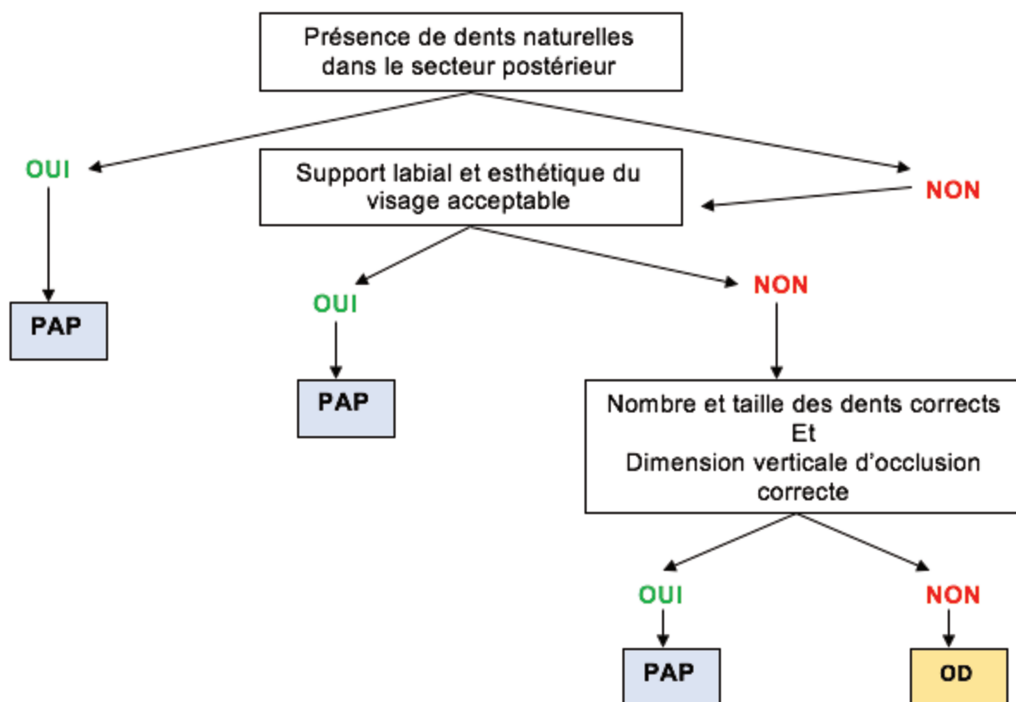 Présence de dents naturelles
dans le secteur postérieur
OUI
Support labial et esthétique du
visage acceptable
NON
OUI
NON
PAP
PAP
Nombre et taille des dents corrects
Et
Dimension verticale d'occlusion
correcte
OUI
NON
PAP
OD